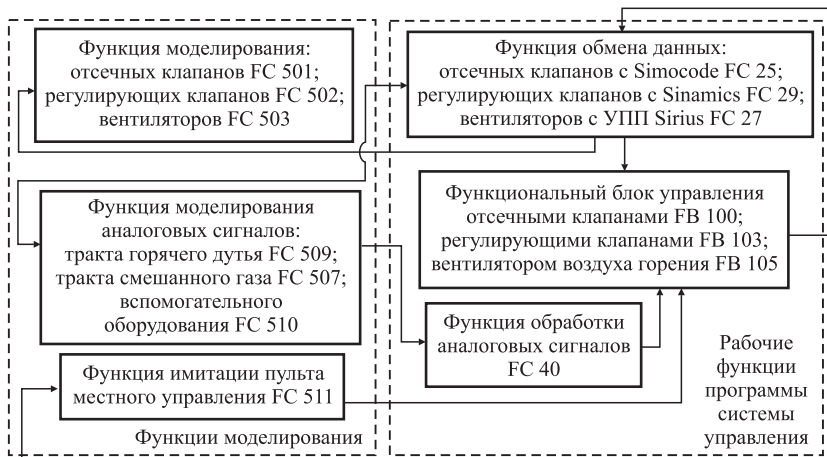 Функция моделирования:
отсечных клапанов FC 501;
регулирующих клапанов FC 502;
вентиляторов FC 503
Функция обмена данных:
отсечных клапанов с Simocode FC 25;
регулирующих клапанов с Sinamics FC 29;
вентиляторов с УПП Sirius FC 27
Функция моделирования
аналоговых сигналов:
тракта горячего дутья FC 509;
тракта смешанного газа FC 507;
вспомогательного
оборудования FC 510
Функциональный блок управления
отсечными клапанами FB 100;
регулирующими клапанами FB 103;
вентилятором воздуха горения FB 105
Функция обработки
аналоговых сигналов
FC 40
Функция имитации пульта
местного управления FC 511
Функции моделирования
Рабочие
функции
программы
системы
управления